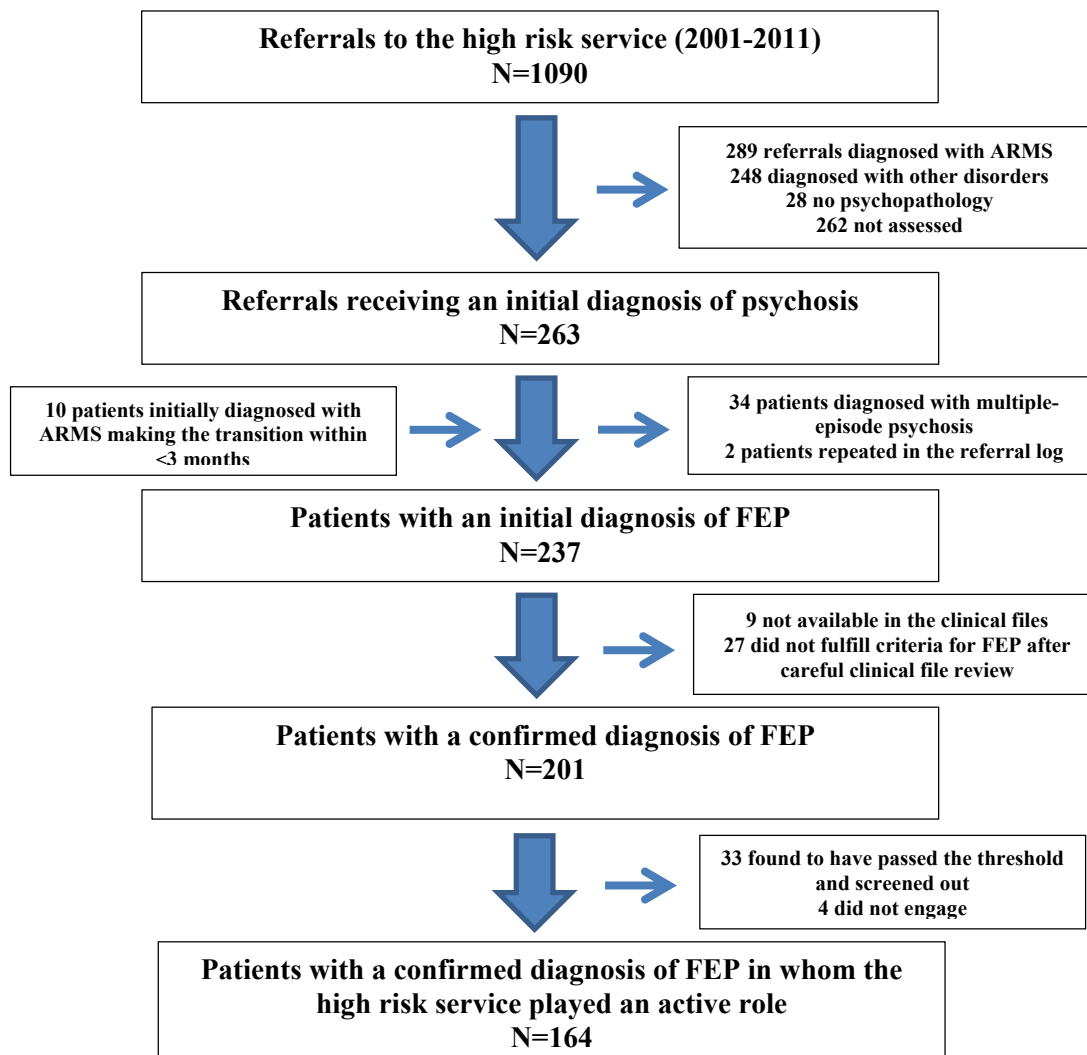 Referrals to the high risk service (2001-2011)
N=1090
289 referrals diagnosed with ARMS
248 diagnosed with other disorders
28 no psychopathology
262 not assessed
Referrals receiving an initial diagnosis of psychosis
N=263
10 patients initially diagnosed with
ARMS making the transition within
<3 months
34 patients diagnosed with multiple-
episode psychosis
2 patients repeated in the referral log
Patients with an initial diagnosis of FEP
N=237
9 not available in the clinical files
27 did not fulfill criteria for FEP after
careful clinical file review
Patients with a confirmed diagnosis of FEP
N=201
33 found to have passed the threshold
and screened out
4 did not engage
Patients with a confirmed diagnosis of FEP in whom the
high risk service played an active role
N=164